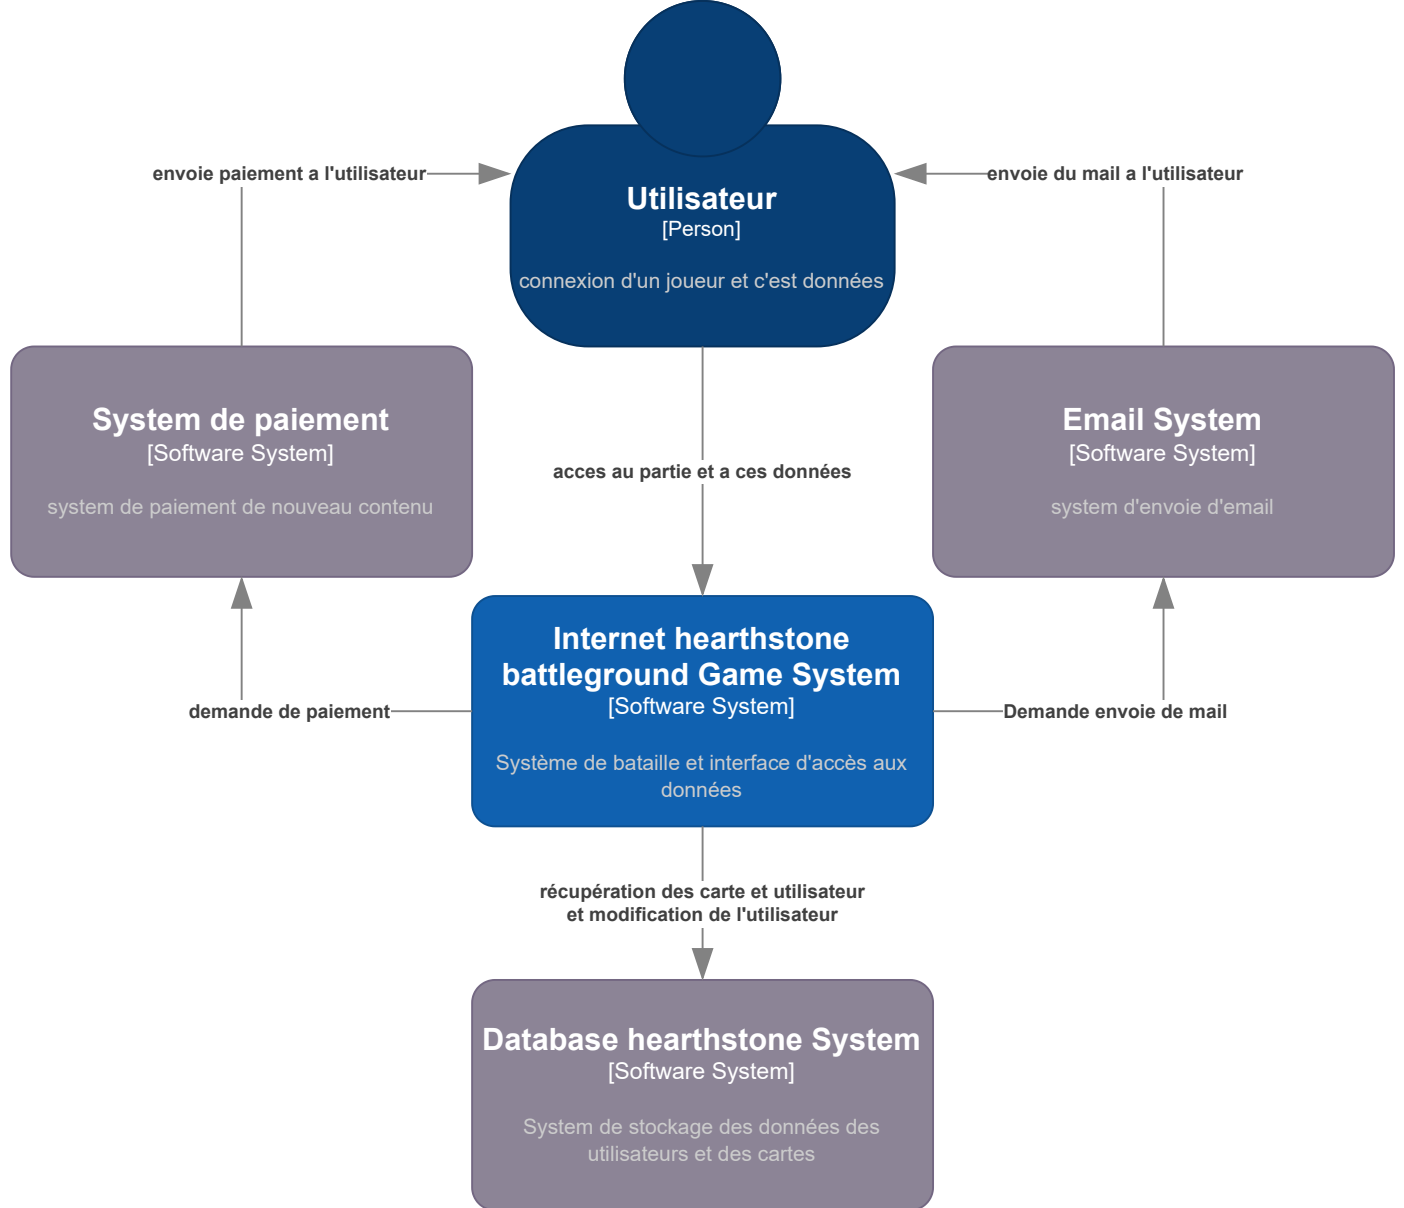 envoie paiement a l'utilisateur
envoie du mail a l'utilisateur
Utilisateur
[Person]
connexion d'un joueur et c'est données
System de paiement
[Software System]
system de paiement de nouveau contenu
Email System
[Software System]
system d'envoie d'email
acces au partie et a ces données
Internet hearthstone
battleground Game System
[Software System]
Système de bataille et interface d'accès aux
données
demande de paiement
Demande envoie de mail
récupération des carte et utilisateur
et modification de l'utilisateur
Database hearthstone System
[Software System]
System de stockage des données des
utilisateurs et des cartes